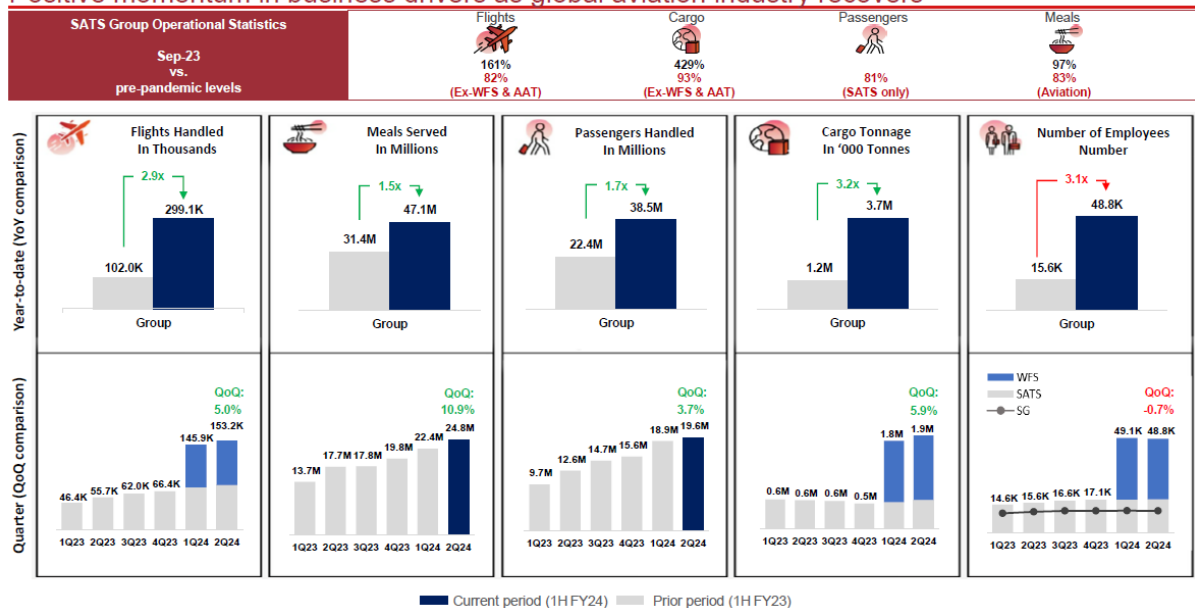 Positive momentum in business drivers as global aviation industry recovers
SATS Group Operational Statistics
Sep-23
vs.
pre-pandemic levels
Flights
161%
82%
(Ex-WFS & AAT)
Cargo
429%
93%
(Ex-WFS & AAT)
Passengers
81%
(SATS only)
Meals
97%
83%
(Aviation)
Year-to-date (YoY comparison)
Flights Handled
In Thousands
2.9x
299.1K
102.0K
Group
Meals Served
In Millions
1.5x
47.1M
31.4M
Group
Passengers Handled
In Millions
1.7x
38.5M
22.4M
Group
Cargo Tonnage
In '000 Tonnes
3.2x
3.7M
1.2M
Group
Number of Employees
Number
3.1x
48.8K
15.6K
Group
Quarter (QoQ comparison)
QoQ:
5.0%
46.4K 55.7K 62.0K 66.4K 145.9K 153.2K
1Q23 2Q23 3Q23 4Q23 1Q24 2Q24
QoQ:
10.9%
13.7M 17.7M 17.8M 19.8M 22.4M 24.8M
1Q23 2Q23 3Q23 4Q23 1Q24 2Q24
QoQ:
3.7%
9.7M 12.6M 14.7M 15.6M 18.9M 19.6M
1Q23 2Q23 3Q23 4Q23 1Q24 2Q24
QoQ:
5.9%
0.6M 0.6M 0.6M 0.5M 1.8M 1.9M
1Q23 2Q23 3Q23 4Q23 1Q24 2Q24
WFS
SATS
SG
QoQ:
-0.7%
14.6K 15.6K 16.6K 17.1K 49.1K 48.8K
1Q23 2Q23 3Q23 4Q23 1Q24 2Q24
Current period (1H FY24) Prior period (1H FY23)